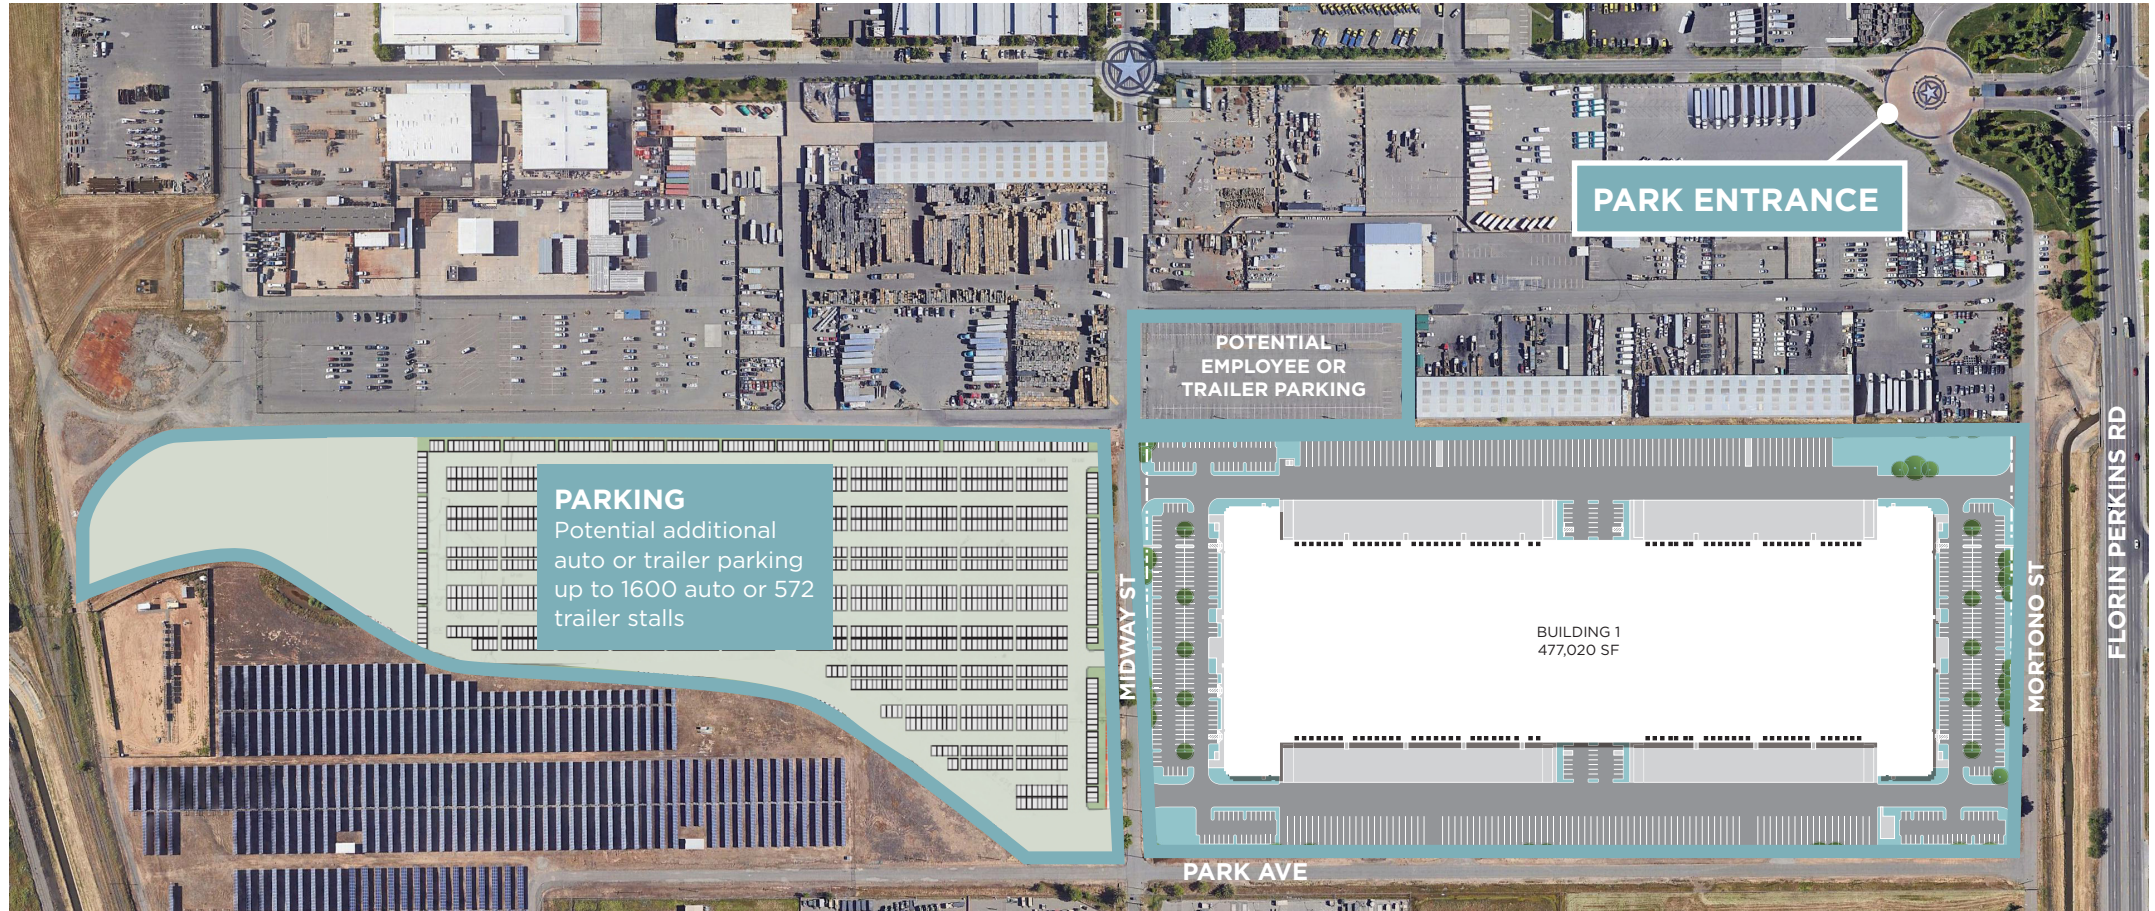 PARK ENTRANCE
POTENTIAL
EMPLOYEE OR
TRAILER PARKING
PARKING
Potential additional
auto or trailer parking
up to 1600 auto or 572
trailer stalls
MIDWAY ST
BUILDING 1
477,020 SF
MORTONO ST
FLORIN PERKINS RD
PARK AVE